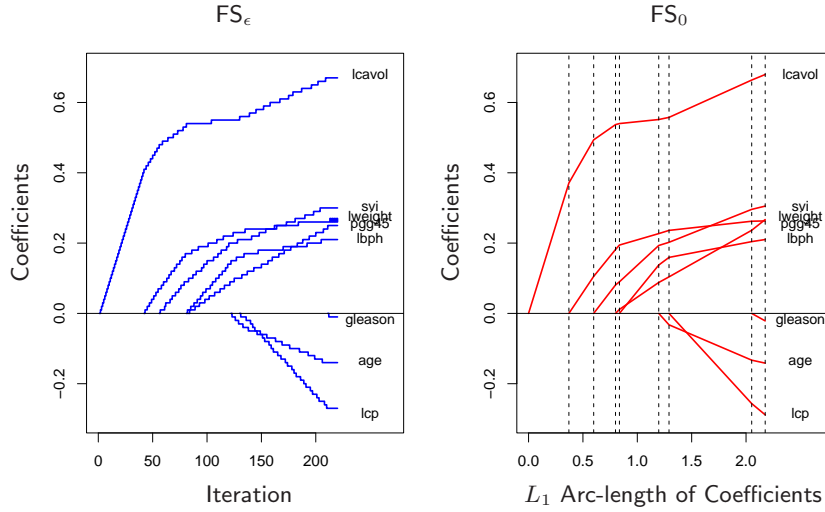 FS_ϵ
FS_0
Coefficients
0.6
0.4
0.2
0.0
−0.2
lcavol
svi
lweight
pgg45
lbph
gleason
age
lcp
0 50 100 150 200
Iteration
Coefficients
0.6
0.4
0.2
0.0
−0.2
lcavol
svi
lweight
pgg45
lbph
gleason
age
lcp
0.0 0.5 1.0 1.5 2.0
L_1 Arc-length of Coefficients